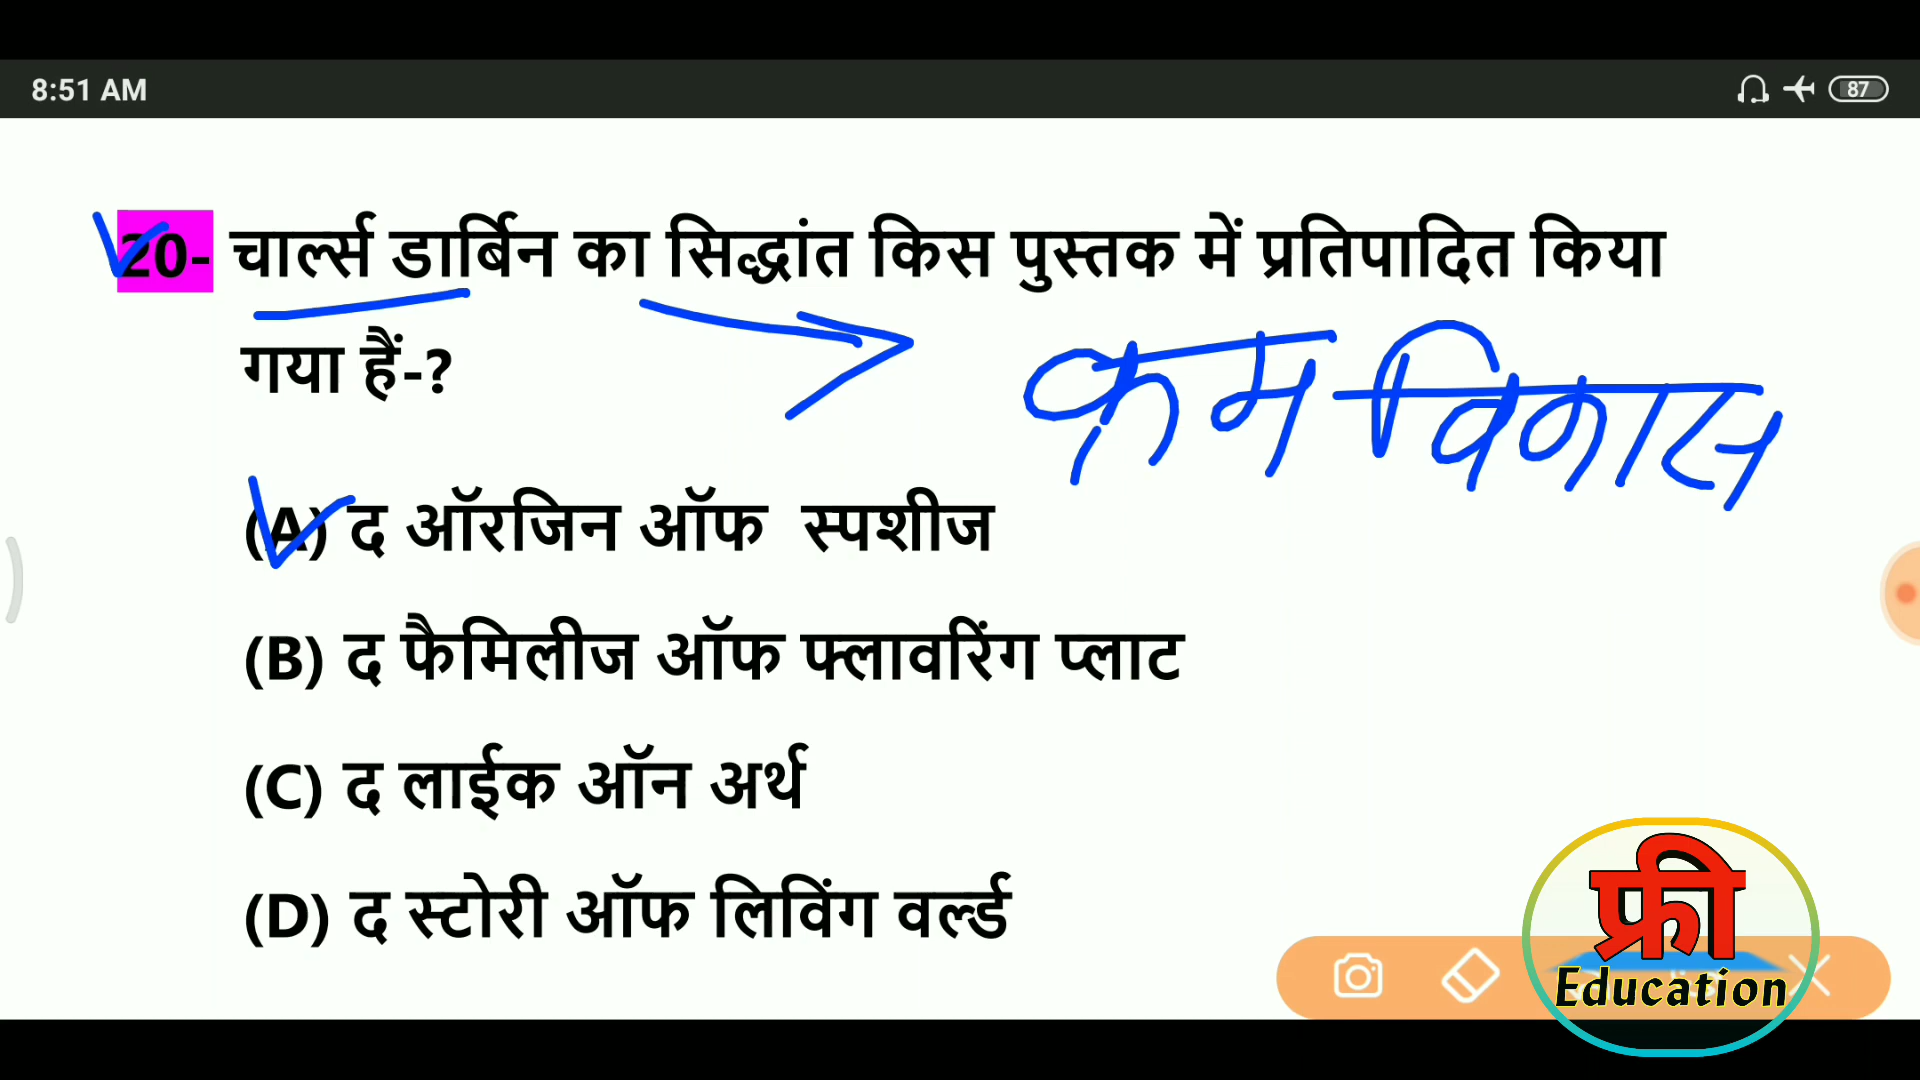 8:51 AM
87
20- चार्ल्स डार्बिन का सिद्धांत किस पुस्तक में प्रतिपादित किया
गया हैं-?
क्रम विकास
(A) द ऑरजिन ऑफ स्पशीज
(B) द फैमिलीज ऑफ फ्लावरिंग प्लाट
(C) द लाईक ऑन अर्थ
(D) द स्टोरी ऑफ लिविंग वर्ल्ड
फ्री
Education